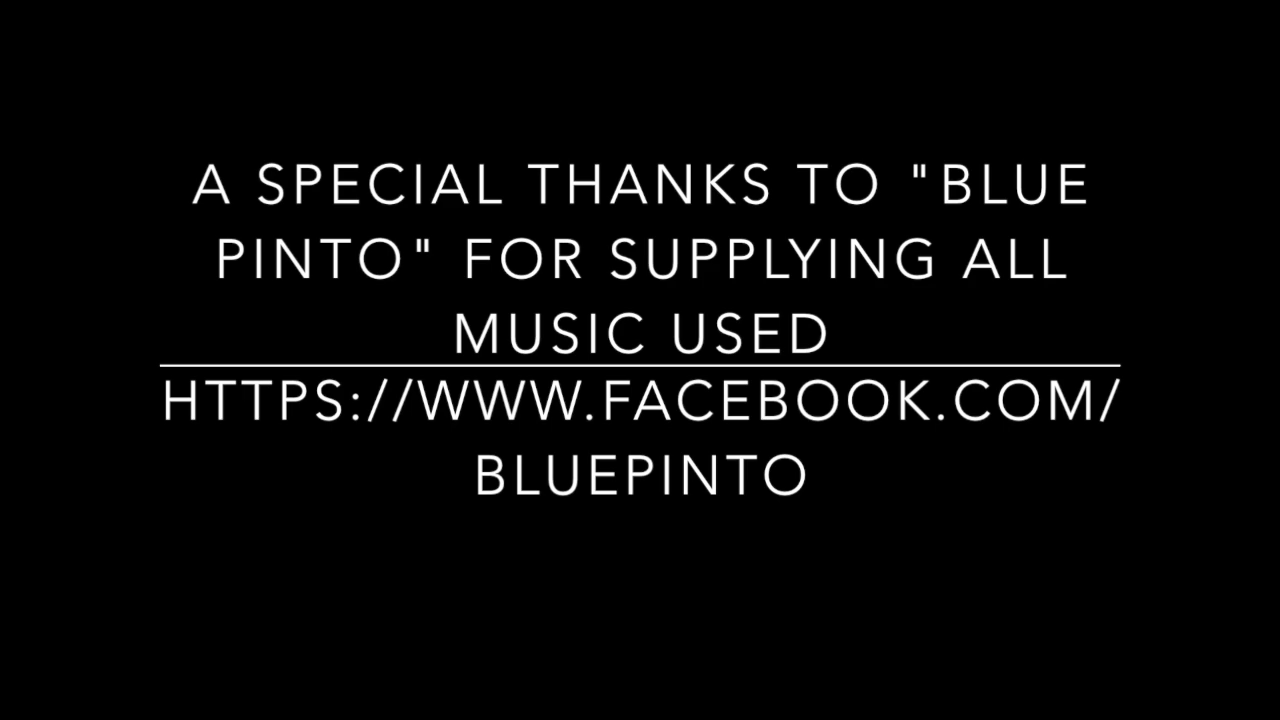 A SPECIAL THANKS TO "BLUE
PINTO" FOR SUPPLYING ALL
MUSIC USED
HTTPS://WWW.FACEBOOK.COM/
BLUEPINTO